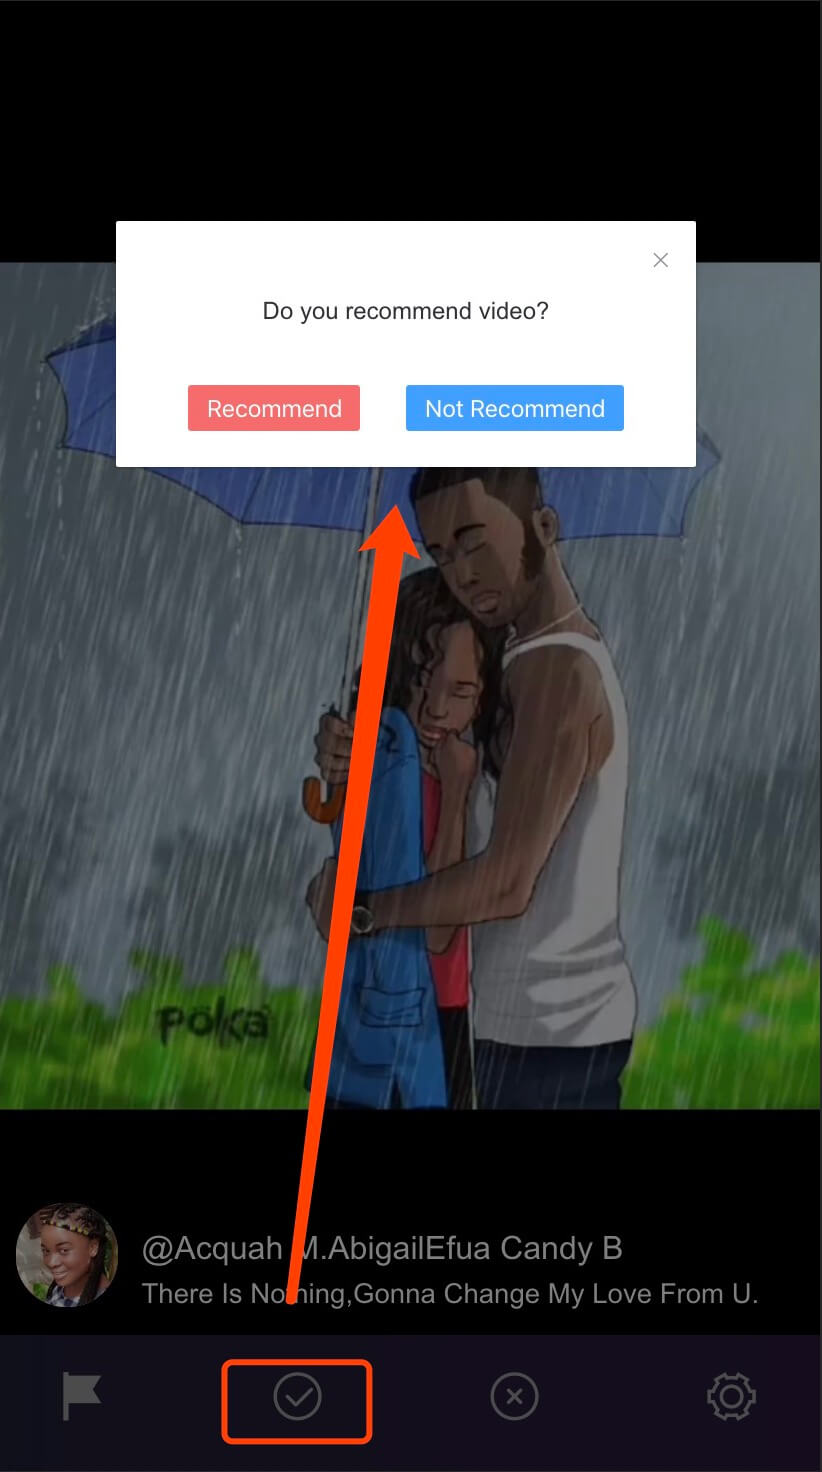 Do you recommend video?
Recommend
Not Recommend
poka
@Acquah M.AbigailEfua Candy B
There Is Nothing,Gonna Change My Love From U.